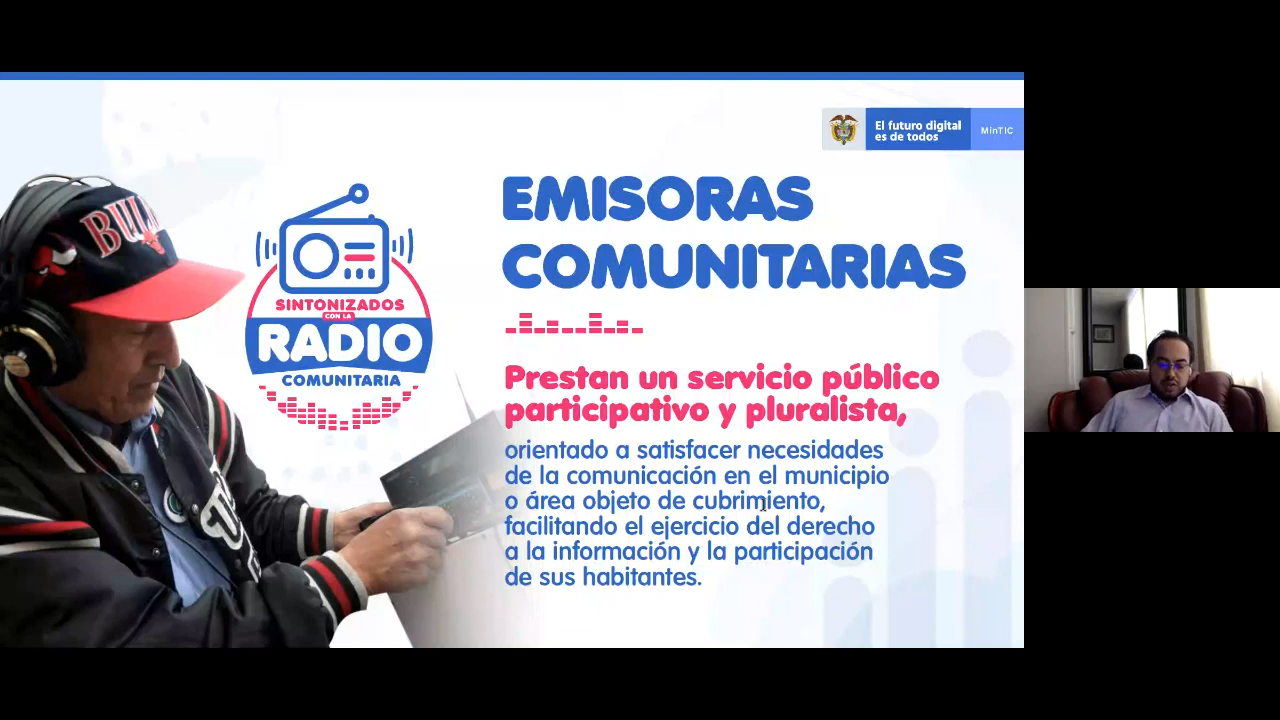 El futuro digital
es de todos
MinTIC
EMISORAS
COMUNITARIAS
BULL
SINTONIZADOS
CON LA
RADIO
COMUNITARIA
Prestan un servicio público
participativo y pluralista,
orientado a satisfacer necesidades
de la comunicación en el municipio
o área objeto de cubrimiento,
facilitando el ejercicio del derecho
a la información y la participación
de sus habitantes.